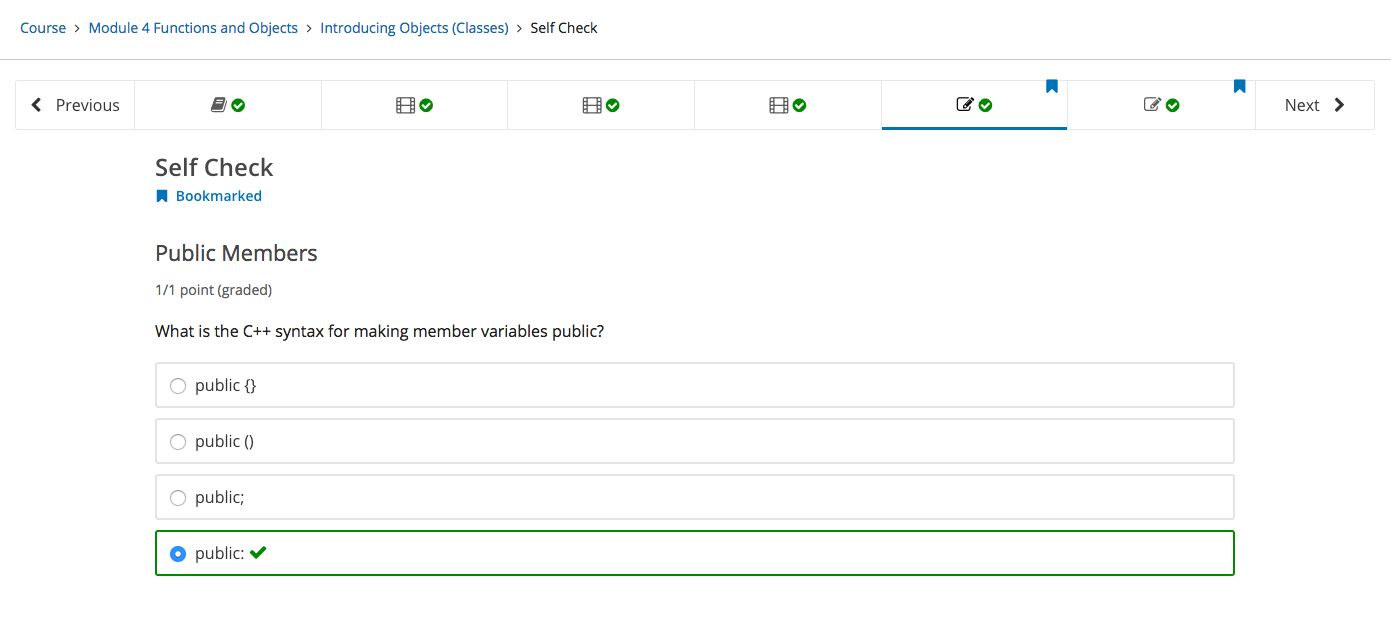 Course > Module 4 Functions and Objects > Introducing Objects (Classes) > Self Check
Previous
Next
Self Check
Bookmarked
Public Members
1/1 point (graded)
What is the C++ syntax for making member variables public?
public {}
public ()
public;
public: